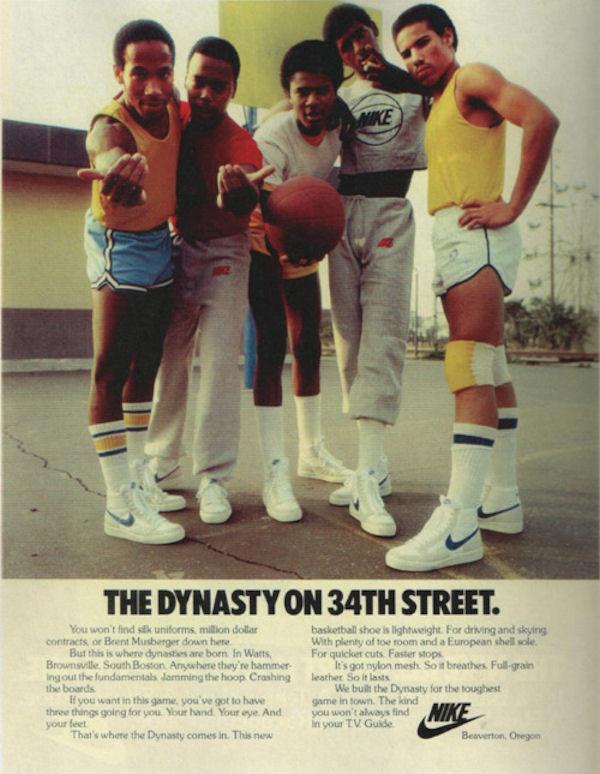 NIKE
THE DYNASTY ON 34TH STREET.
You won't find silk uniforms, million dollar
contracts, or Brent Musberger down here.
But this is where dynasties are born. In Watts,
Brownsville, South Boston. Anywhere they're hammer-
ing out the fundamentals. Jamming the hoop. Crashing
the boards.
If you want in this game, you've got to have
three things going for you. Your hand. Your eye. And
your feet.
That's where the Dynasty comes in. This new
basketball shoe is lightweight. For driving and skying.
With plenty of toe room and a European shell sole.
For quicker cuts. Faster stops.
It's got nylon mesh. So it breathes. Full-grain
leather. So it lasts.
We built the Dynasty for the toughest
game in town. The kind
you won't always find
in your T.V. Guide.
NIKE
Beaverton, Oregon